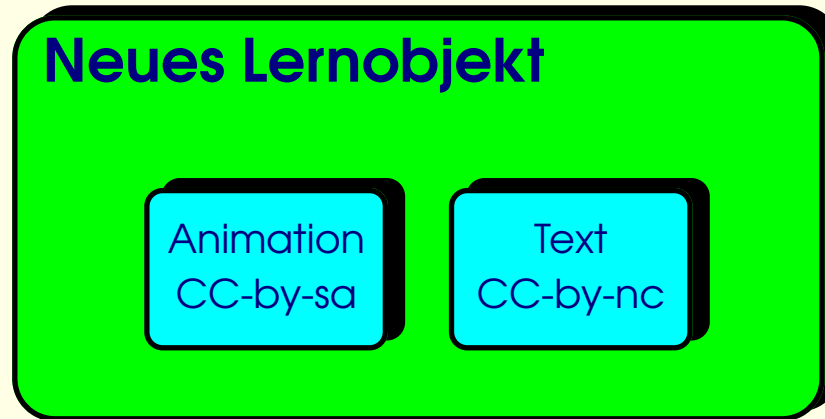 Neues Lernobjekt
Animation
CC-by-sa
Text
CC-by-nc